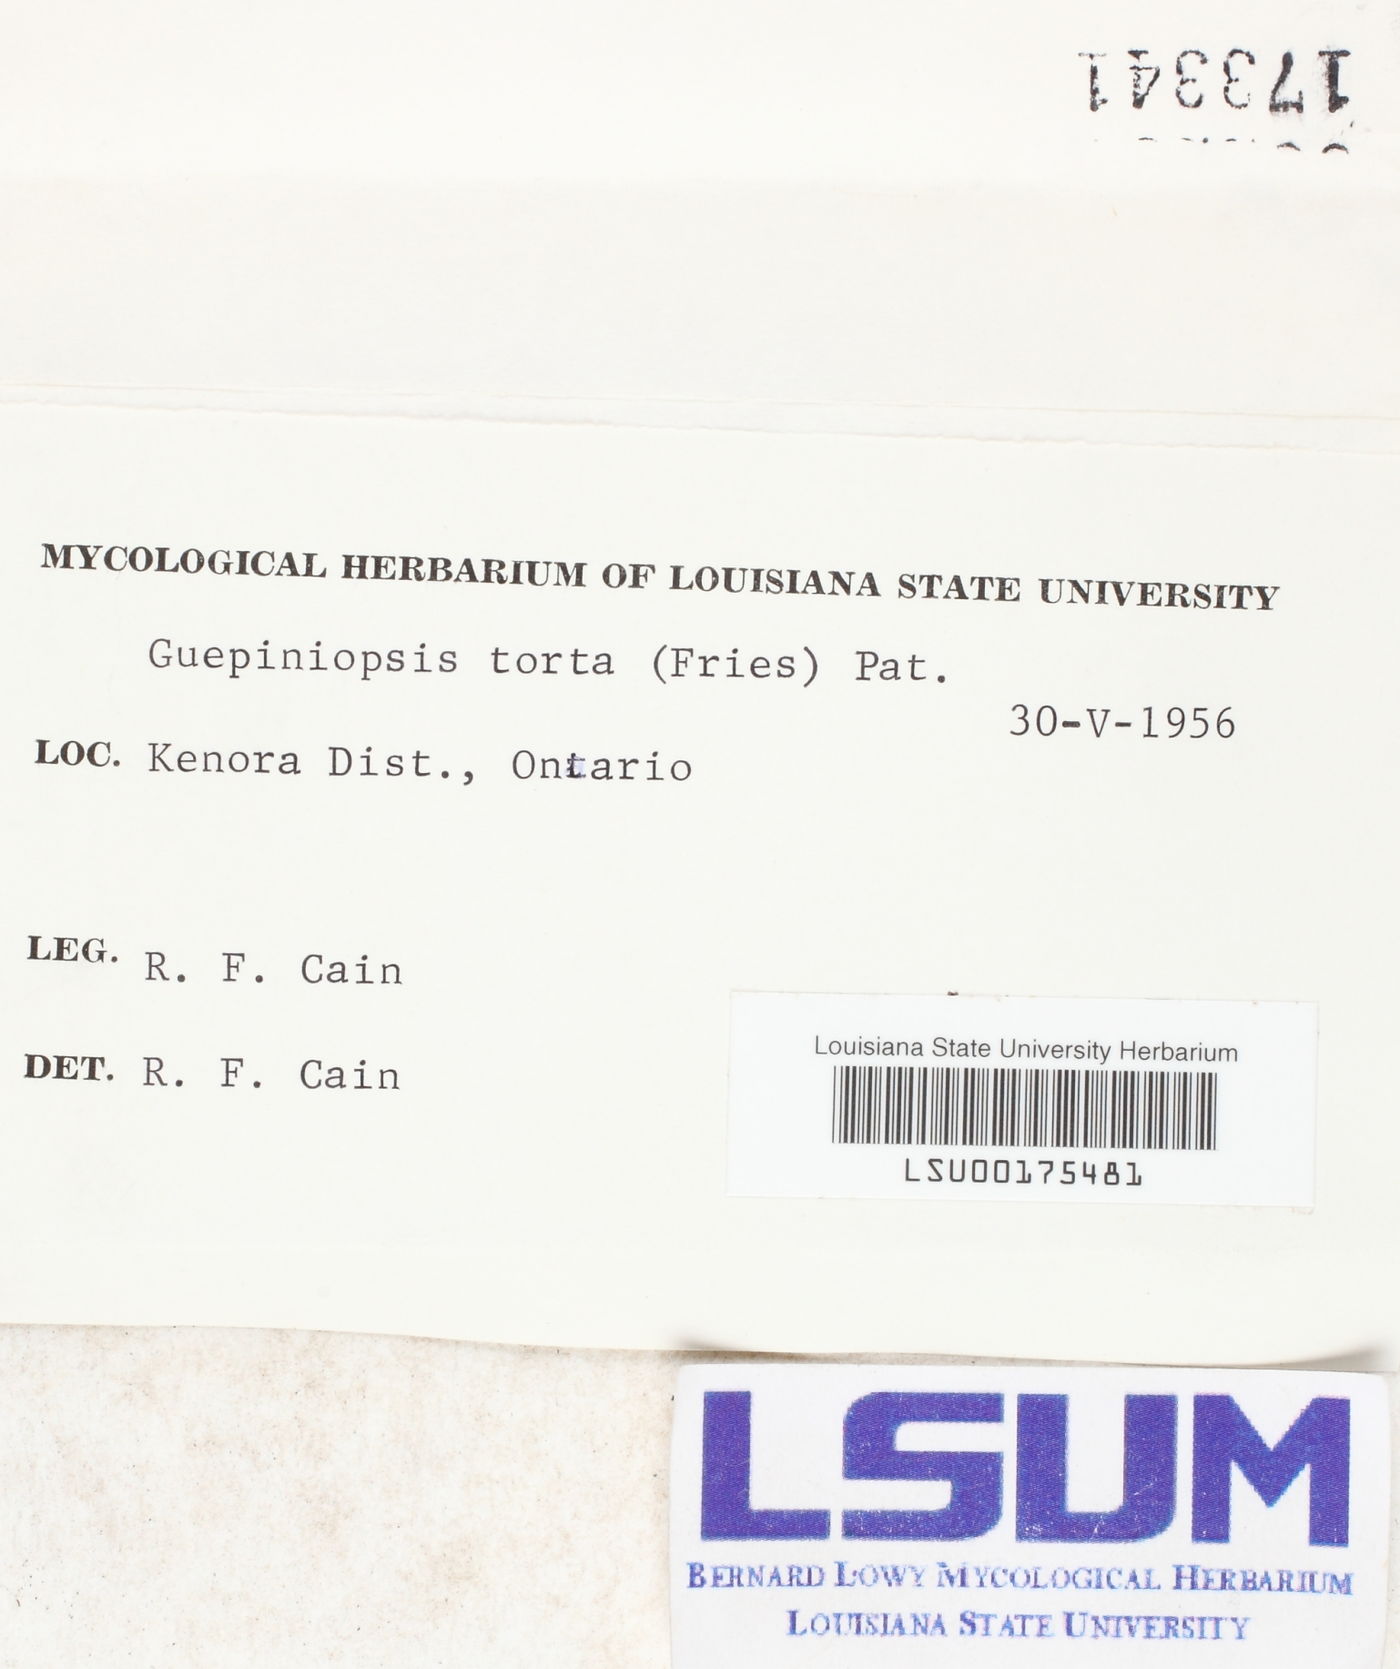 173341
MYCOLOGICAL HERBARIUM OF LOUISIANA STATE UNIVERSITY
Guepiniopsis torta (Fries) Pat.
30-V-1956
LOC. Kenora Dist., Ontario
LEG. R. F. Cain
DET. R. F. Cain
Louisiana State University Herbarium
LSU00175481
LSUM
BERNARD LOWY MYCOLOGICAL HERBARIUM
LOUISIANA STATE UNIVERSITY